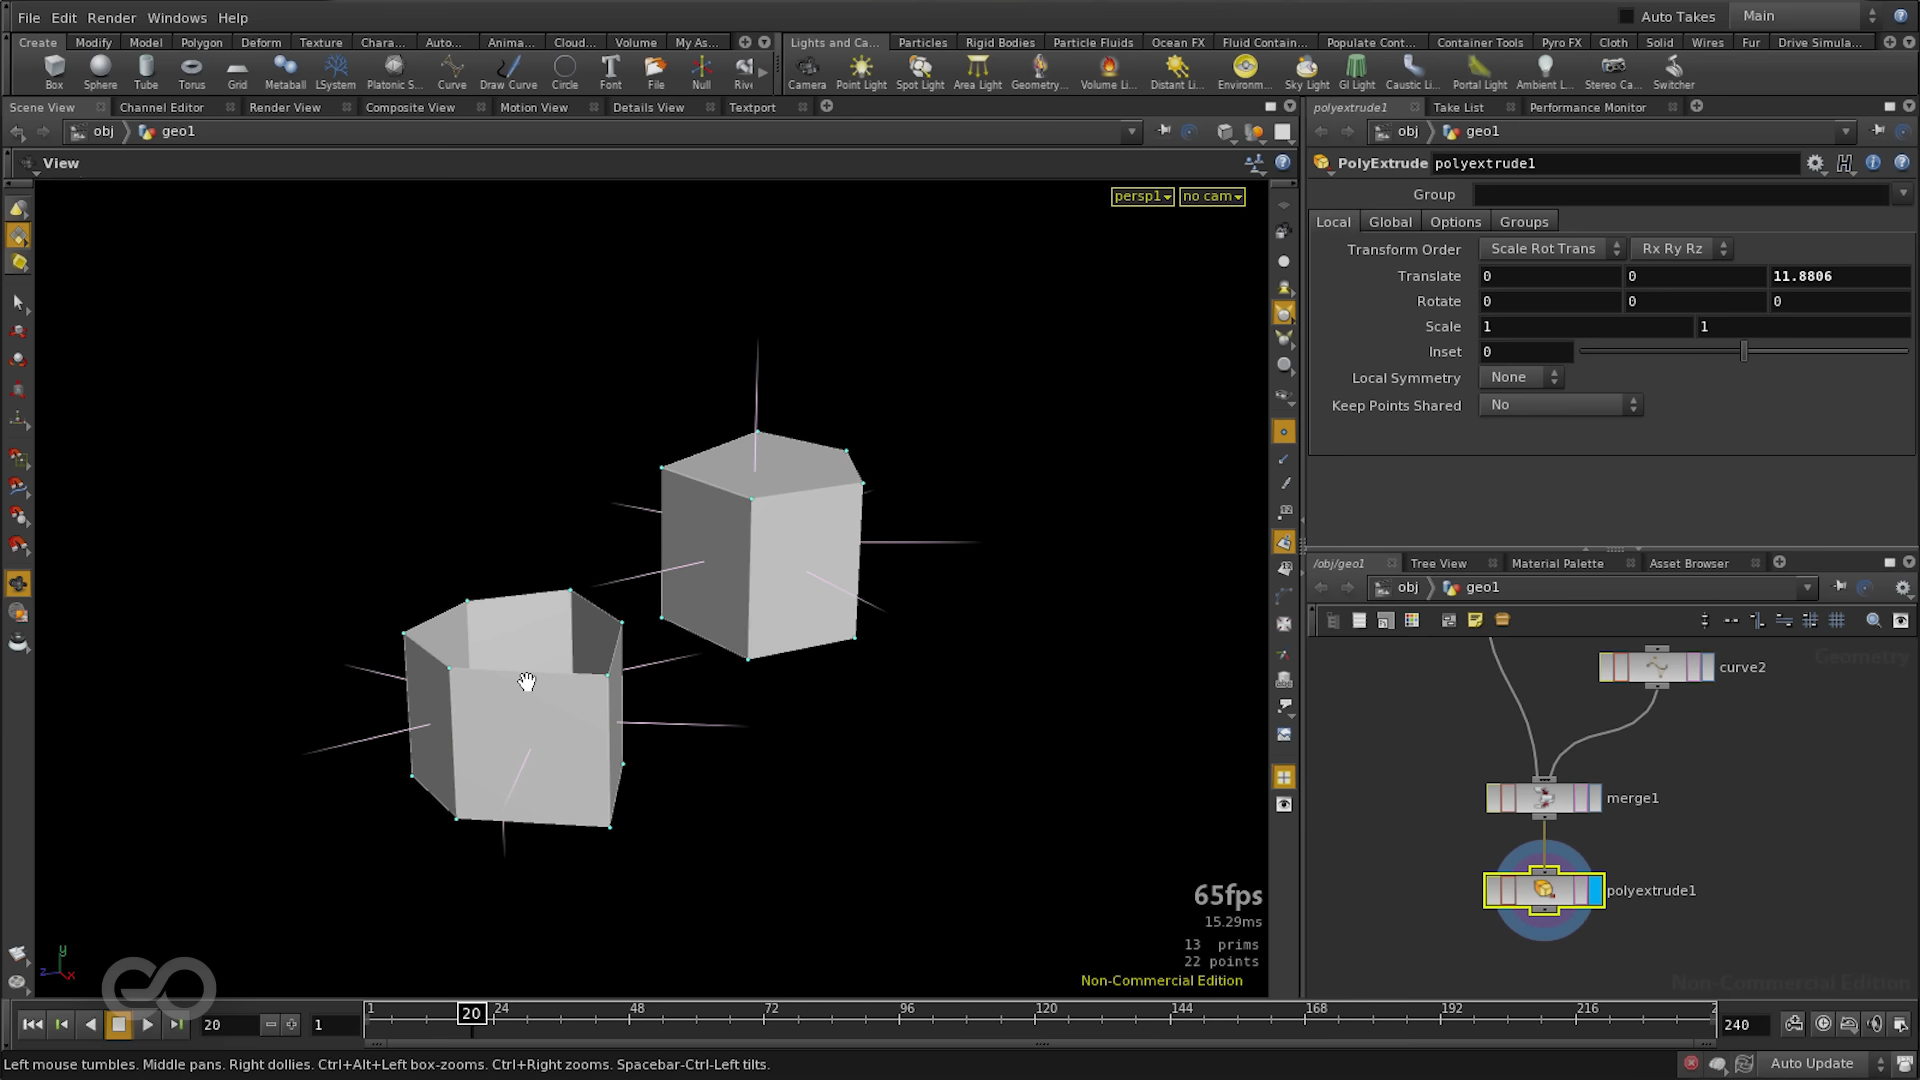 File Edit Render Windows Help
Auto Takes Main
Create Modify Model Polygon Deform Texture Chara... Auto... Anima... Cloud... Volume My As...
Lights and Ca... Particles Rigid Bodies Particle Fluids Ocean FX Fluid Contain... Populate Cont... Container Tools Pyro FX Cloth Solid Wires Fur Drive Simula...
Box Sphere Tube Torus Grid Metaball LSystem Platonic S... Curve Draw Curve Circle Font File Null Riv
Camera Point Light Spot Light Area Light Geometry... Volume Li... Distant Li... Environm... Sky Light GI Light Caustic Li... Portal Light Ambient L... Stereo Ca... Switcher
Scene View Channel Editor Render View Composite View Motion View Details View Textport
polyextrude1 Take List Performance Monitor
obj geo1
obj geo1
View
PolyExtrude polyextrude1
persp1 no cam
Group
Local Global Options Groups
Transform Order Scale Rot Trans Rx Ry Rz
Translate 0 0 11.8806
Rotate 0 0 0
Scale 1 1
Inset 0
Local Symmetry None
Keep Points Shared No
/obj/geo1 Tree View Material Palette Asset Browser
obj geo1
Geometry
curve2
merge1
polyextrude1
65fps
15.29ms
13 prims
22 points
Non-Commercial Edition
Non-Commercial Edition
y
z x
GO
20 1
1 20 24 48 72 96 120 144 168 192 216 2
240
Left mouse tumbles. Middle pans. Right dollies. Ctrl+Alt+Left box-zooms. Ctrl+Right zooms. Spacebar-Ctrl-Left tilts.
Auto Update